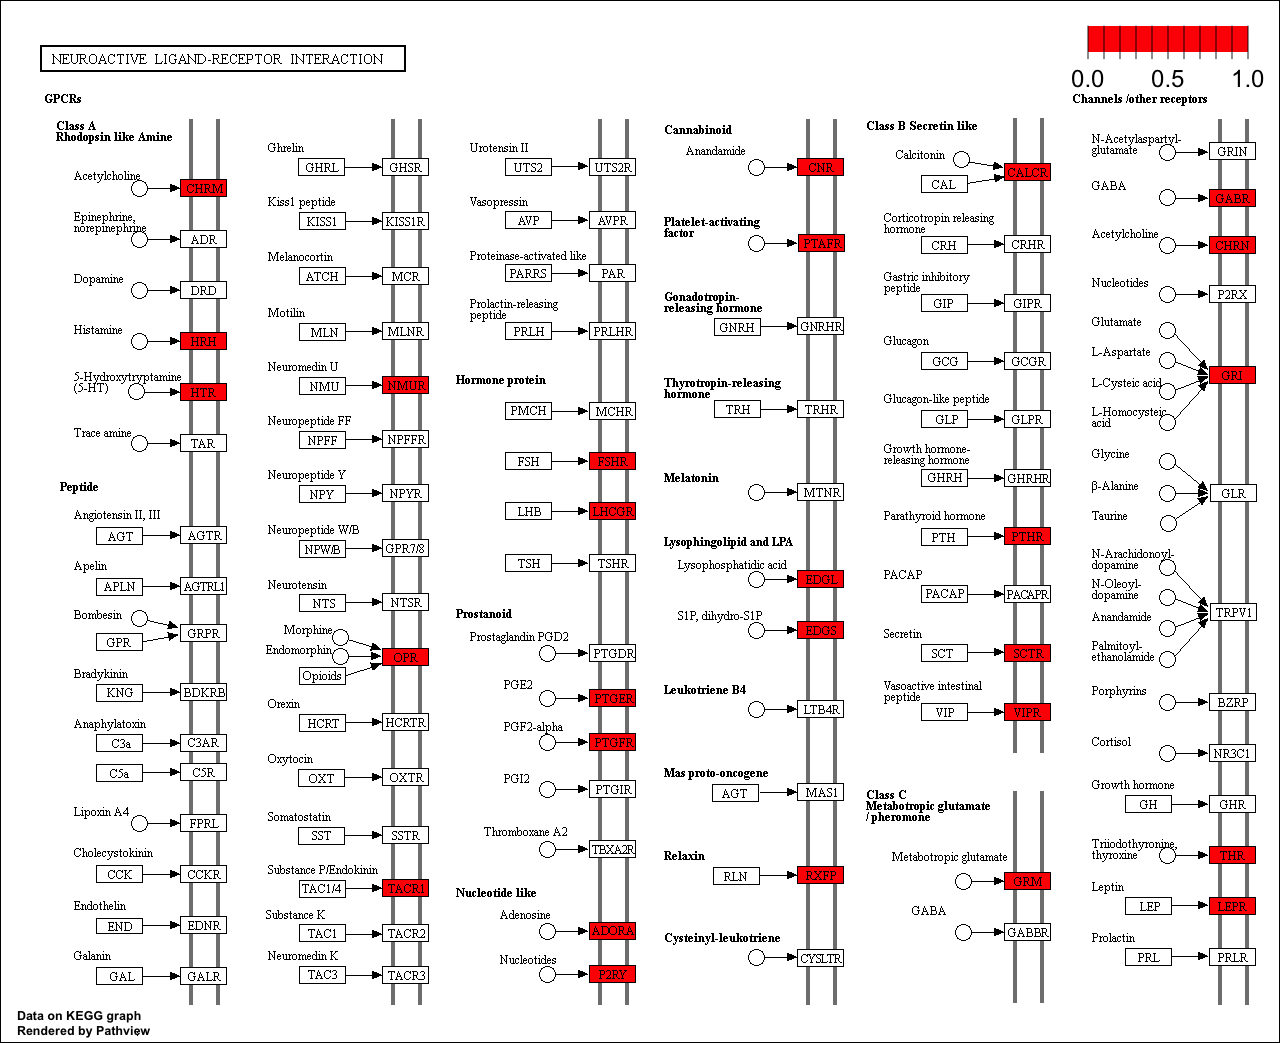 NEUROACTIVE LIGAND-RECEPTOR INTERACTION
0.0 0.5 1.0
GPCRs
Class A
Rhodopsin like Amine
Acetylcholine
CHRM
Epinephrine,
norepinephrine
ADR
Dopamine
DRD
Histamine
HRH
5-Hydroxytryptamine
(5-HT)
HTR
Trace amine
TAR
Peptide
Angiotensin II, III
AGT AGTR
Apelin
APLN AGTRL1
Bombesin
GPR GRPR
Bradykinin
KNG BDKRB
Anaphylatoxin
C3a C3AR
C5a C5R
Lipoxin A4
FPRL
Cholecystokinin
CCK CCKR
Endothelin
END EDNR
Galanin
GAL GALR
Ghrelin
GHRL GHSR
Kiss1 peptide
KISS1 KISS1R
Melanocortin
ATCH MCR
Motilin
MLN MLNR
Neuromedin U
NMU NMUR
Neuropeptide FF
NPFF NPFFR
Neuropeptide Y
NPY NPYR
Neuropeptide W/B
NPW/B GPR7/8
Neurotensin
NTS NTSR
Morphine
Endomorphin
Opioids
OPR
Orexin
HCRT HCRTR
Oxytocin
OXT OXTR
Somatostatin
SST SSTR
Substance P/Endokinin
TAC1/4 TACR1
Substance K
TAC1 TACR2
Neuromedin K
TAC3 TACR3
Urotensin II
UTS2 UTS2R
Vasopressin
AVP AVPR
Proteinase-activated like
PARRS PAR
Prolactin-releasing
peptide
PRLH PRLHR
Hormone protein
PMCH MCHR
FSH FSHR
LHB LHCGR
TSH TSHR
Prostanoid
Prostaglandin PGD2
PTGDR
PGE2
PTGER
PGF2-alpha
PTGFR
PGI2
PTGIR
Thromboxane A2
TBXA2R
Nucleotide like
Adenosine
ADORA
Nucleotides
P2RY
Cannabinoid
Anandamide
CNR
Platelet-activating
factor
PTAFR
Gonadotropin-
releasing hormone
GNRH GNRHR
Thyrotropin-releasing
hormone
TRH TRHR
Melatonin
MTNR
Lysophingolipid and LPA
Lysophosphatidic acid
EDGL
S1P, dihydro-S1P
EDGS
Leukotriene B4
LTB4R
Mas proto-oncogene
AGT MAS1
Relaxin
RLN RXFP
Cysteinyl-leukotriene
CYSLTR
Class B Secretin like
Calcitonin
CAL CALCR
Corticotropin releasing
hormone
CRH CRHR
Gastric inhibitory
peptide
GIP GIPR
Glucagon
GCG GCGR
Glucagon-like peptide
GLP GLPR
Growth hormone-
releasing hormone
GHRH GHRHR
Parathyroid hormone
PTH PTHR
PACAP
PACAP PACAPR
Secretin
SCT SCTR
Vasoactive intestinal
peptide
VIP VIPR
Class C
Metabotropic glutamate
/ pheromone
Metabotropic glutamate
GRM
GABA
GABBR
Channels /other receptors
N-Acetylaspartyl-
glutamate
GRIN
GABA
GABR
Acetylcholine
CHRN
Nucleotides
P2RX
Glutamate
L-Aspartate
GRI
L-Cysteic acid
L-Homocysteic
acid
Glycine
β-Alanine
GLR
Taurine
N-Arachidonoyl-
dopamine
N-Oleoyl-
dopamine
TRPV1
Anandamide
Palmitoyl-
ethanolamide
Porphyrins
BZRP
Cortisol
NR3C1
Growth hormone
GH GHR
Triiodothyronine,
thyroxine
THR
Leptin
LEP LEPR
Prolactin
PRL PRLR
Data on KEGG graph
Rendered by Pathview